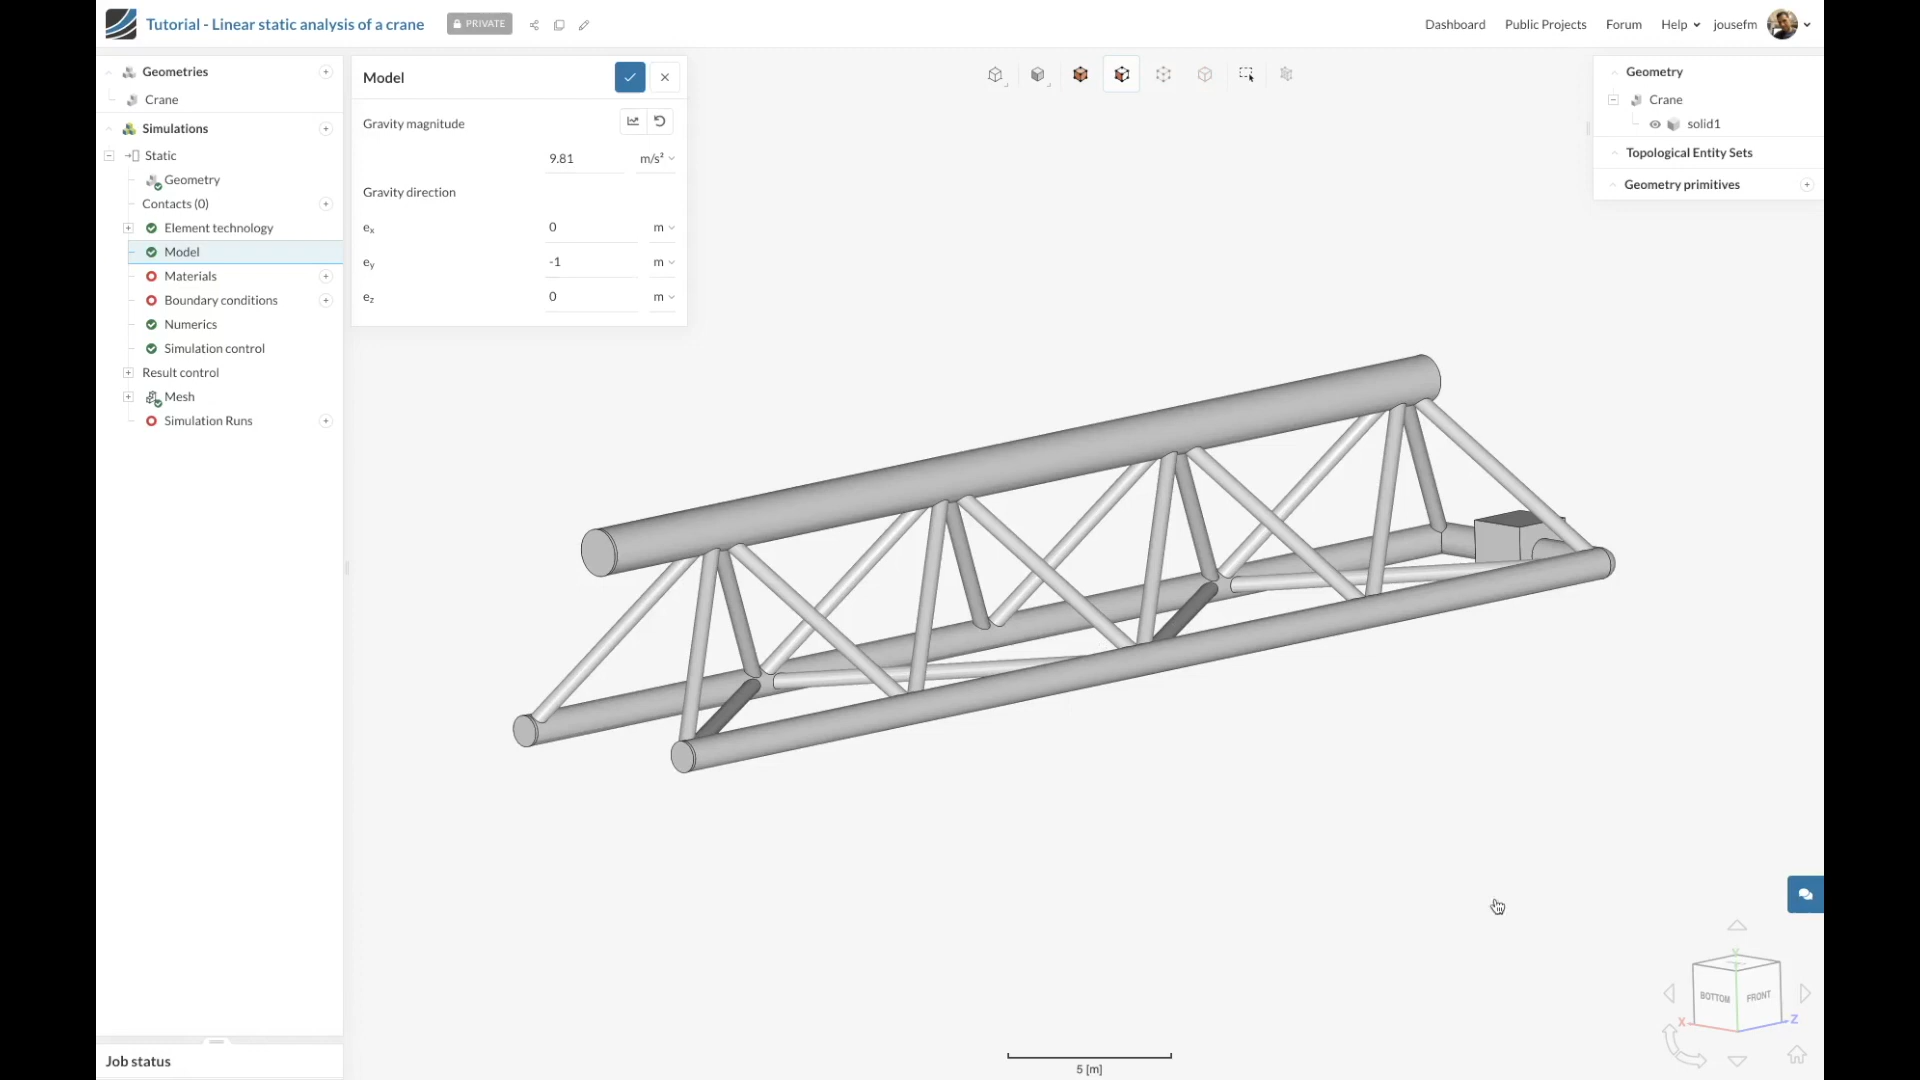 Tutorial - Linear static analysis of a crane
PRIVATE
Dashboard
Public Projects
Forum
Help
jousefm
Geometries
Crane
Simulations
Static
Geometry
Contacts (0)
Element technology
Model
Materials
Boundary conditions
Numerics
Simulation control
Result control
Mesh
Simulation Runs
Job status
Model
Gravity magnitude
9.81 m/s²
Gravity direction
ex 0 m
ey -1 m
ez 0 m
Geometry
Crane
solid1
Topological Entity Sets
Geometry primitives
5 [m]
Y
BOTTOM FRONT
X Z